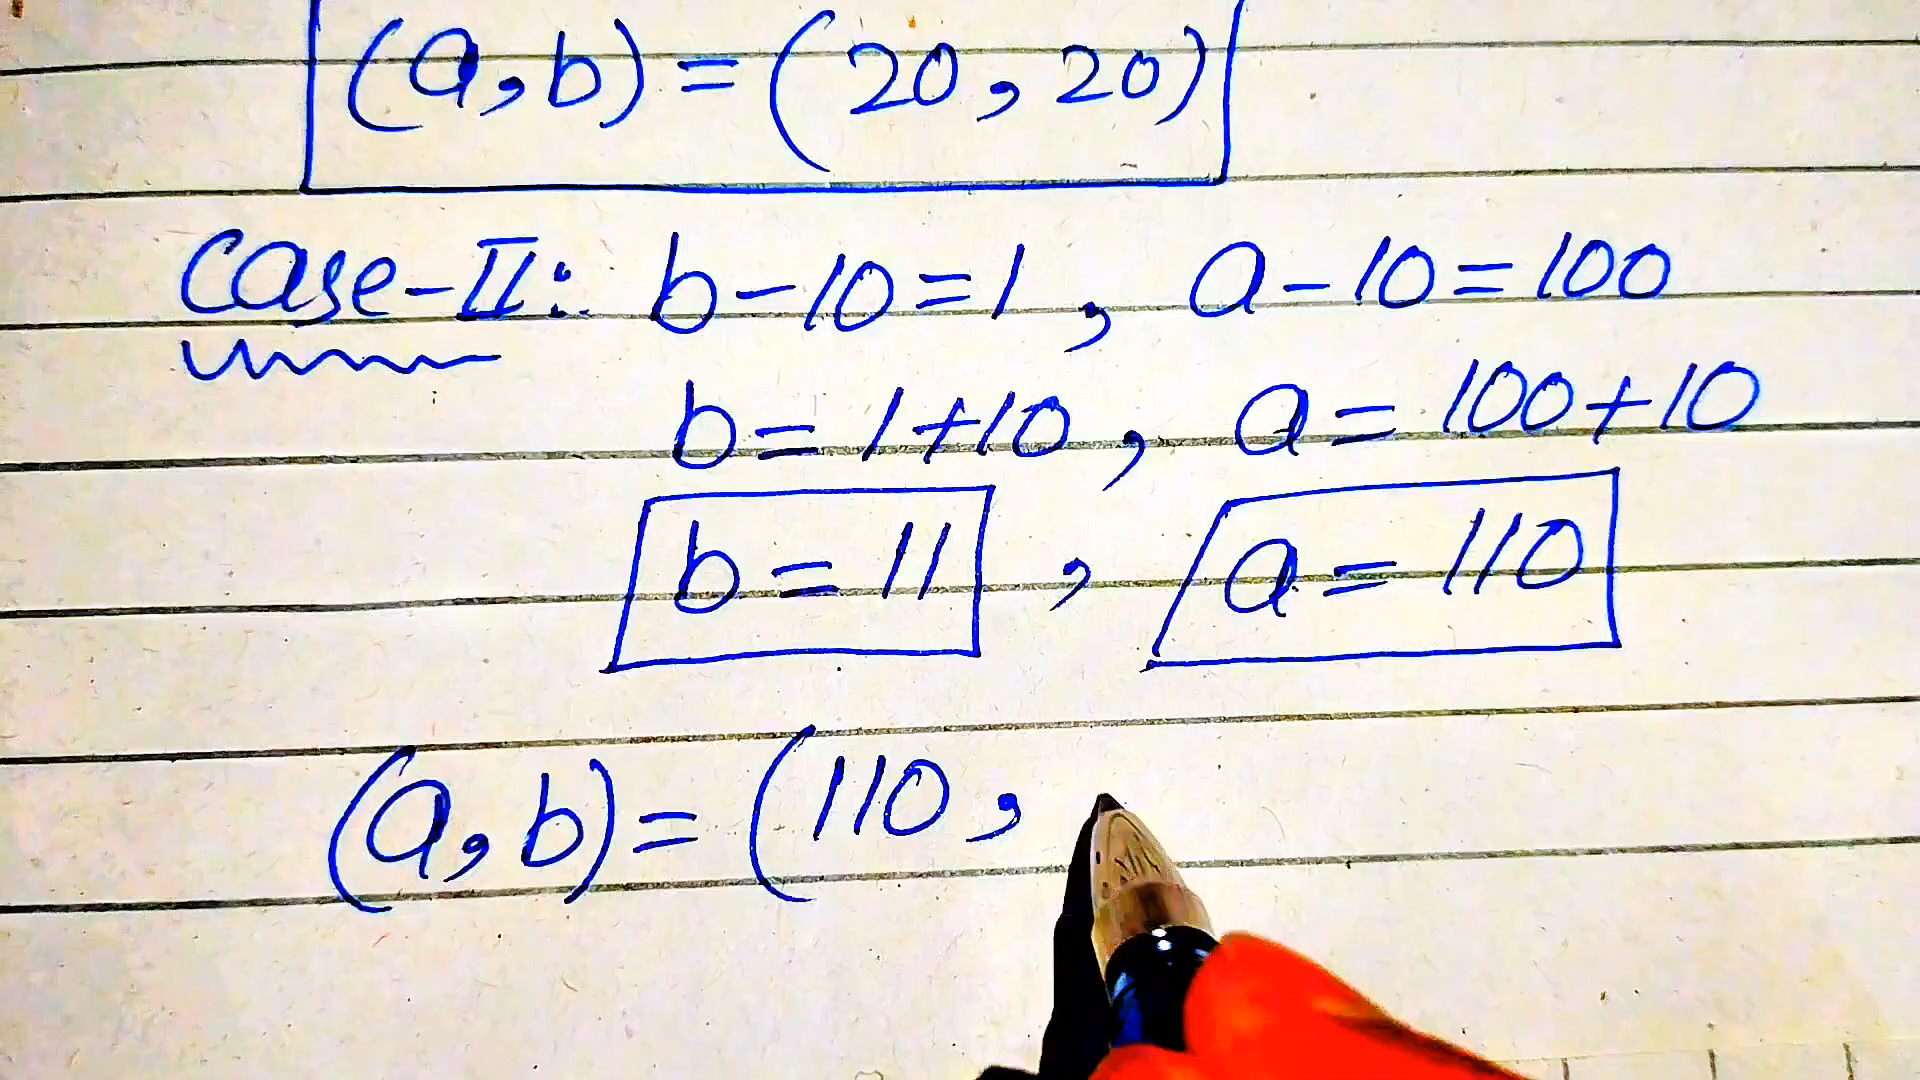 (a,b) = (20,20)
Case-II: b-10=1, a-10=100
b=1+10, a=100+10
b=11, a=110
(a,b)= (110,